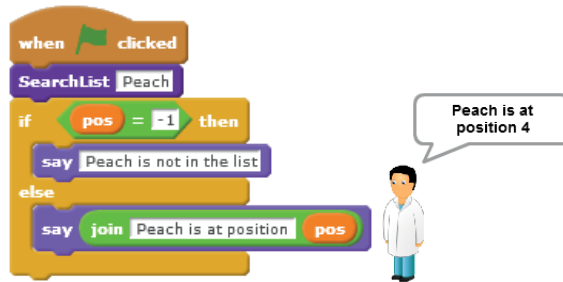 when clicked
SearchList Peach
if pos = -1 then
say Peach is not in the list
else
say join Peach is at position pos
Peach is at
position 4